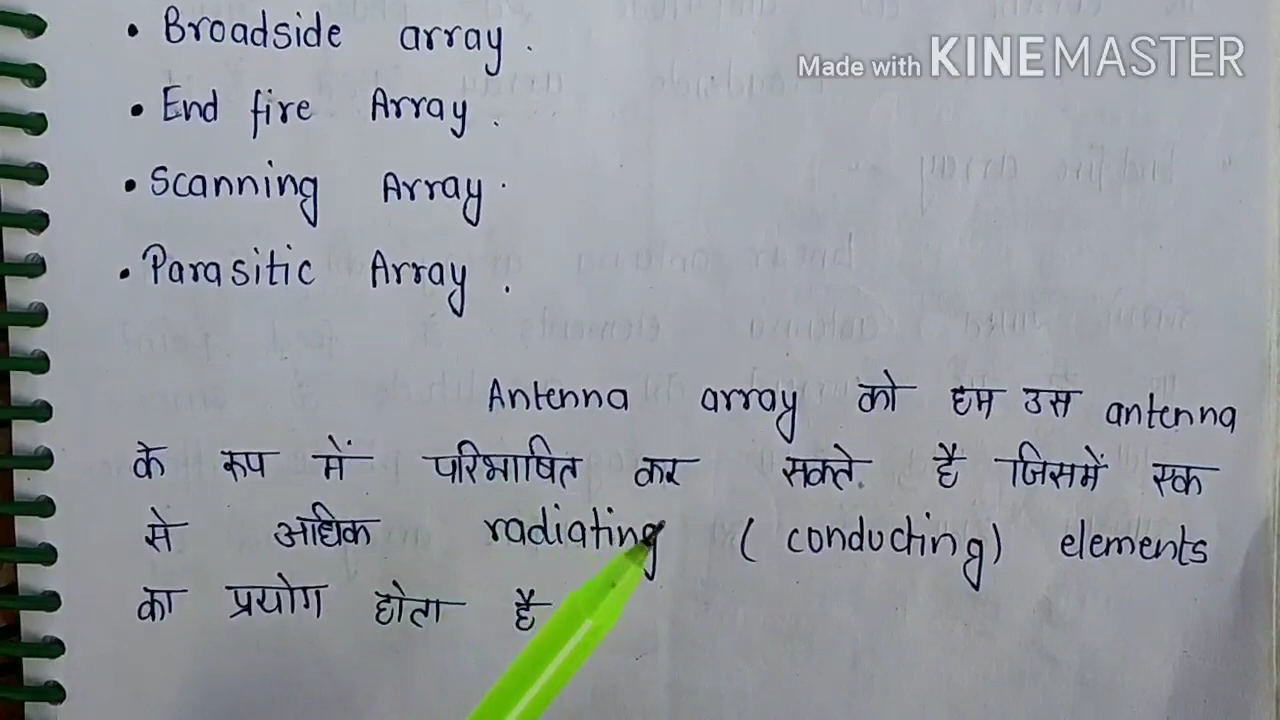 • Broadside array.
Made with KINEMASTER
• End fire Array.
• Scanning Array.
• Parasitic Array.
Antenna array को हम उस antenna
के रूप में परिभाषित कर सकते है जिसमें एक
से अधिक radiating (conducting) elements
का प्रयोग होता है